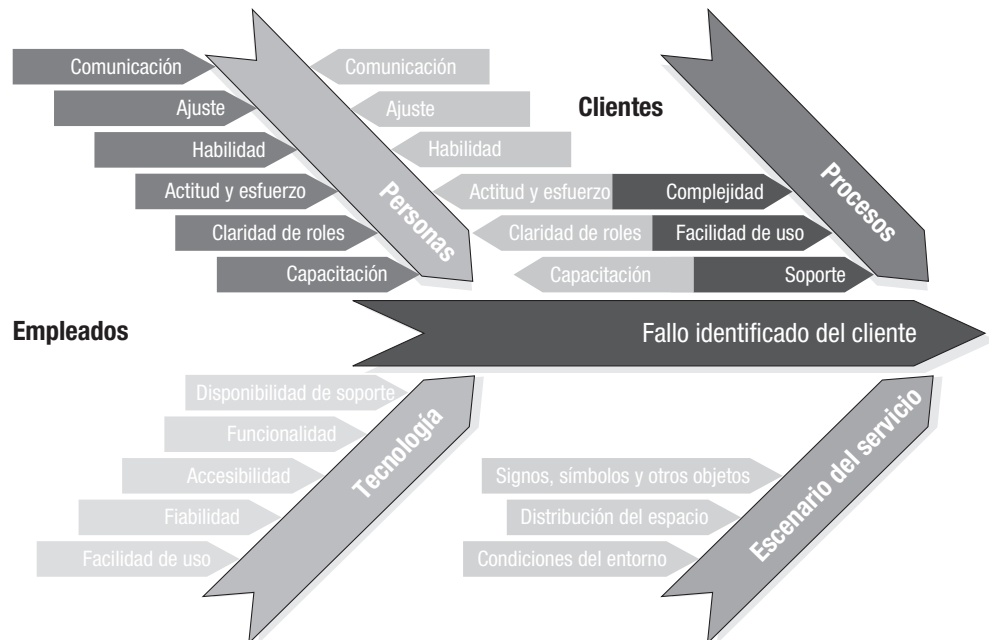 Comunicación
Ajuste
Habilidad
Actitud y esfuerzo
Claridad de roles
Capacitación
Personas
Comunicación
Ajuste
Habilidad
Actitud y esfuerzo
Claridad de roles
Capacitación
Clientes
Complejidad
Facilidad de uso
Soporte
Procesos
Empleados
Fallo identificado del cliente
Disponibilidad de soporte
Funcionalidad
Accesibilidad
Fiabilidad
Facilidad de uso
Tecnología
Signos, símbolos y otros objetos
Distribución del espacio
Condiciones del entorno
Escenario del servicio